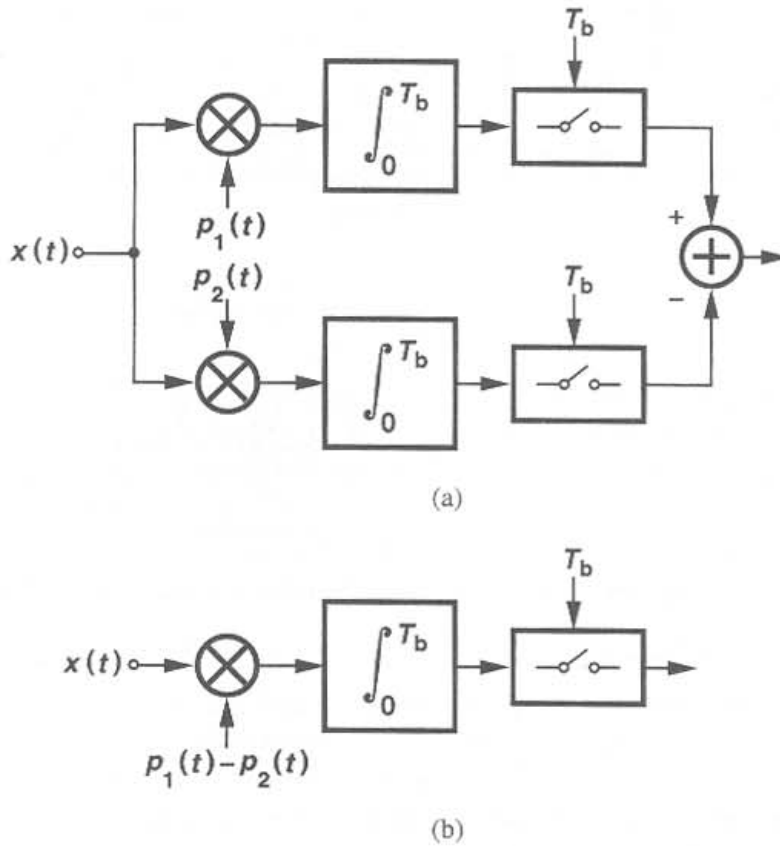 T_b
∫_0^{T_b}
p_1(t)
+
x(t)
p_2(t)
T_b
−
∫_0^{T_b}
(a)
T_b
∫_0^{T_b}
x(t)
p_1(t)−p_2(t)
(b)